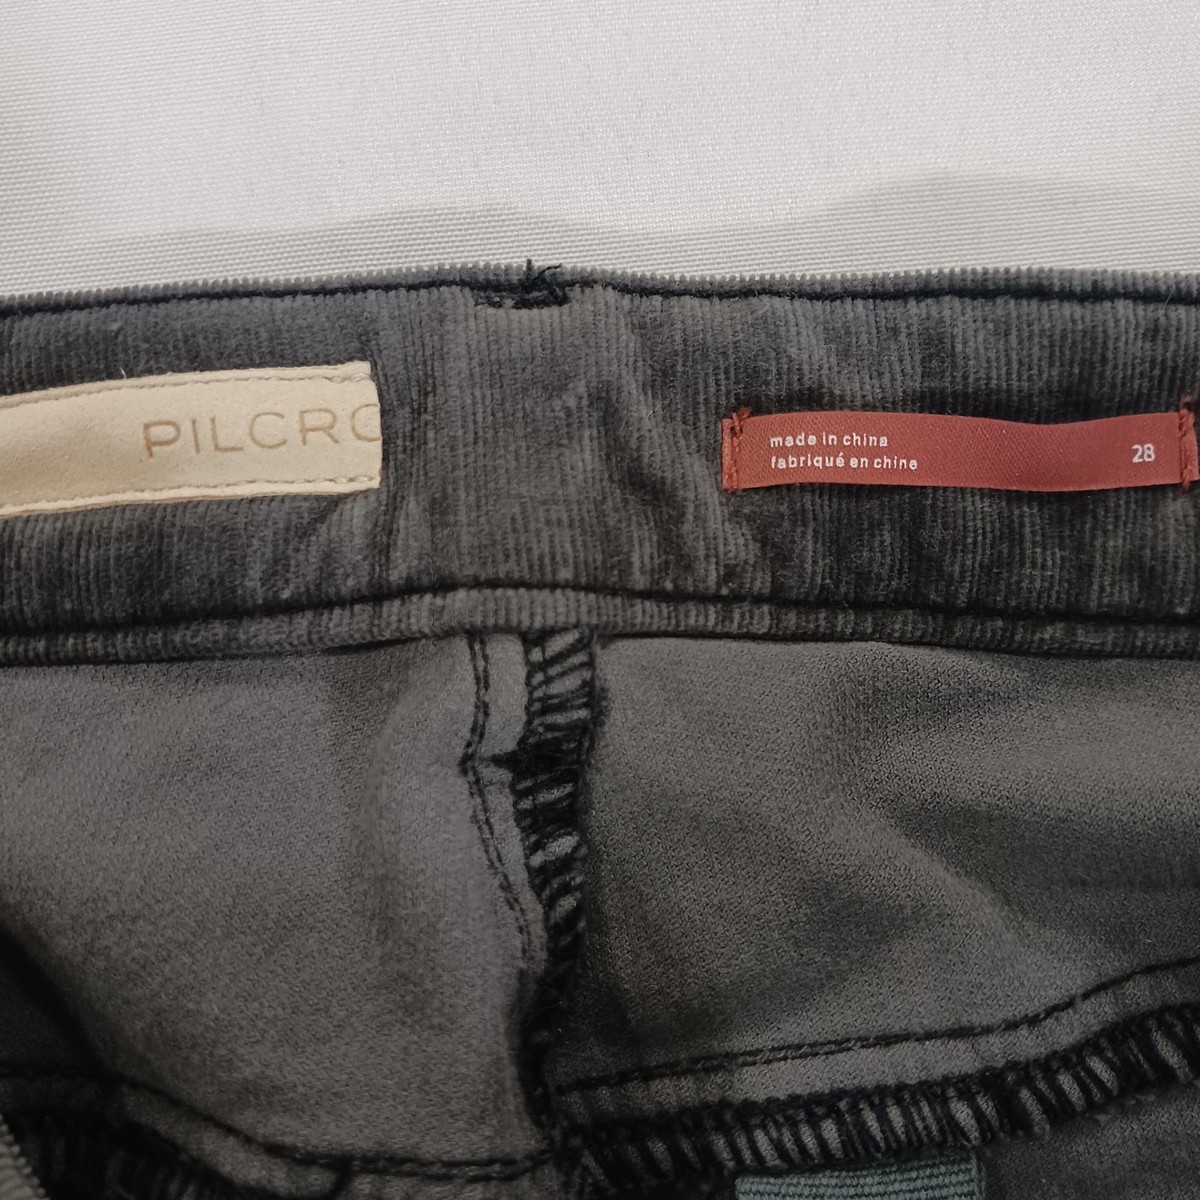 PILCRO
made in china
fabriqué en chine
28